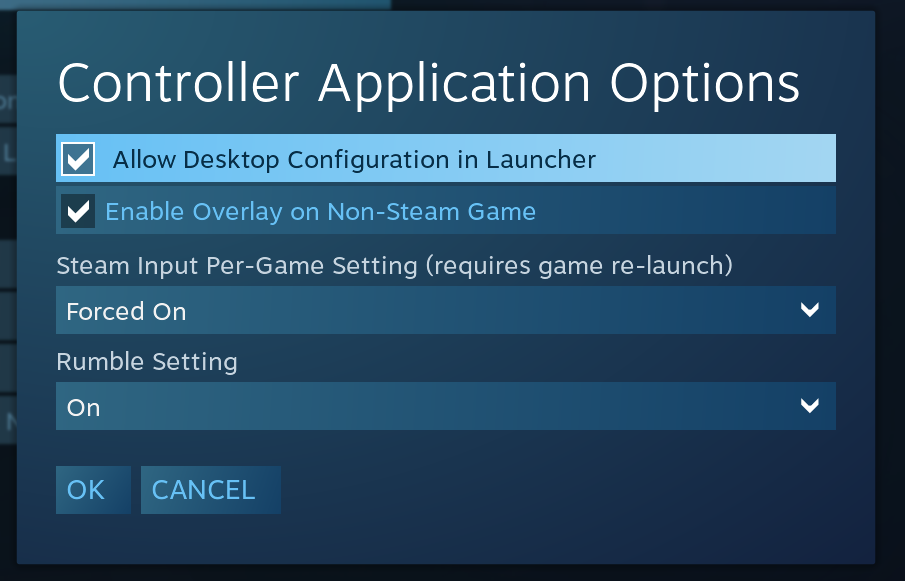 Controller Application Options
Allow Desktop Configuration in Launcher
Enable Overlay on Non-Steam Game
Steam Input Per-Game Setting (requires game re-launch)
Forced On
Rumble Setting
On
OK
CANCEL